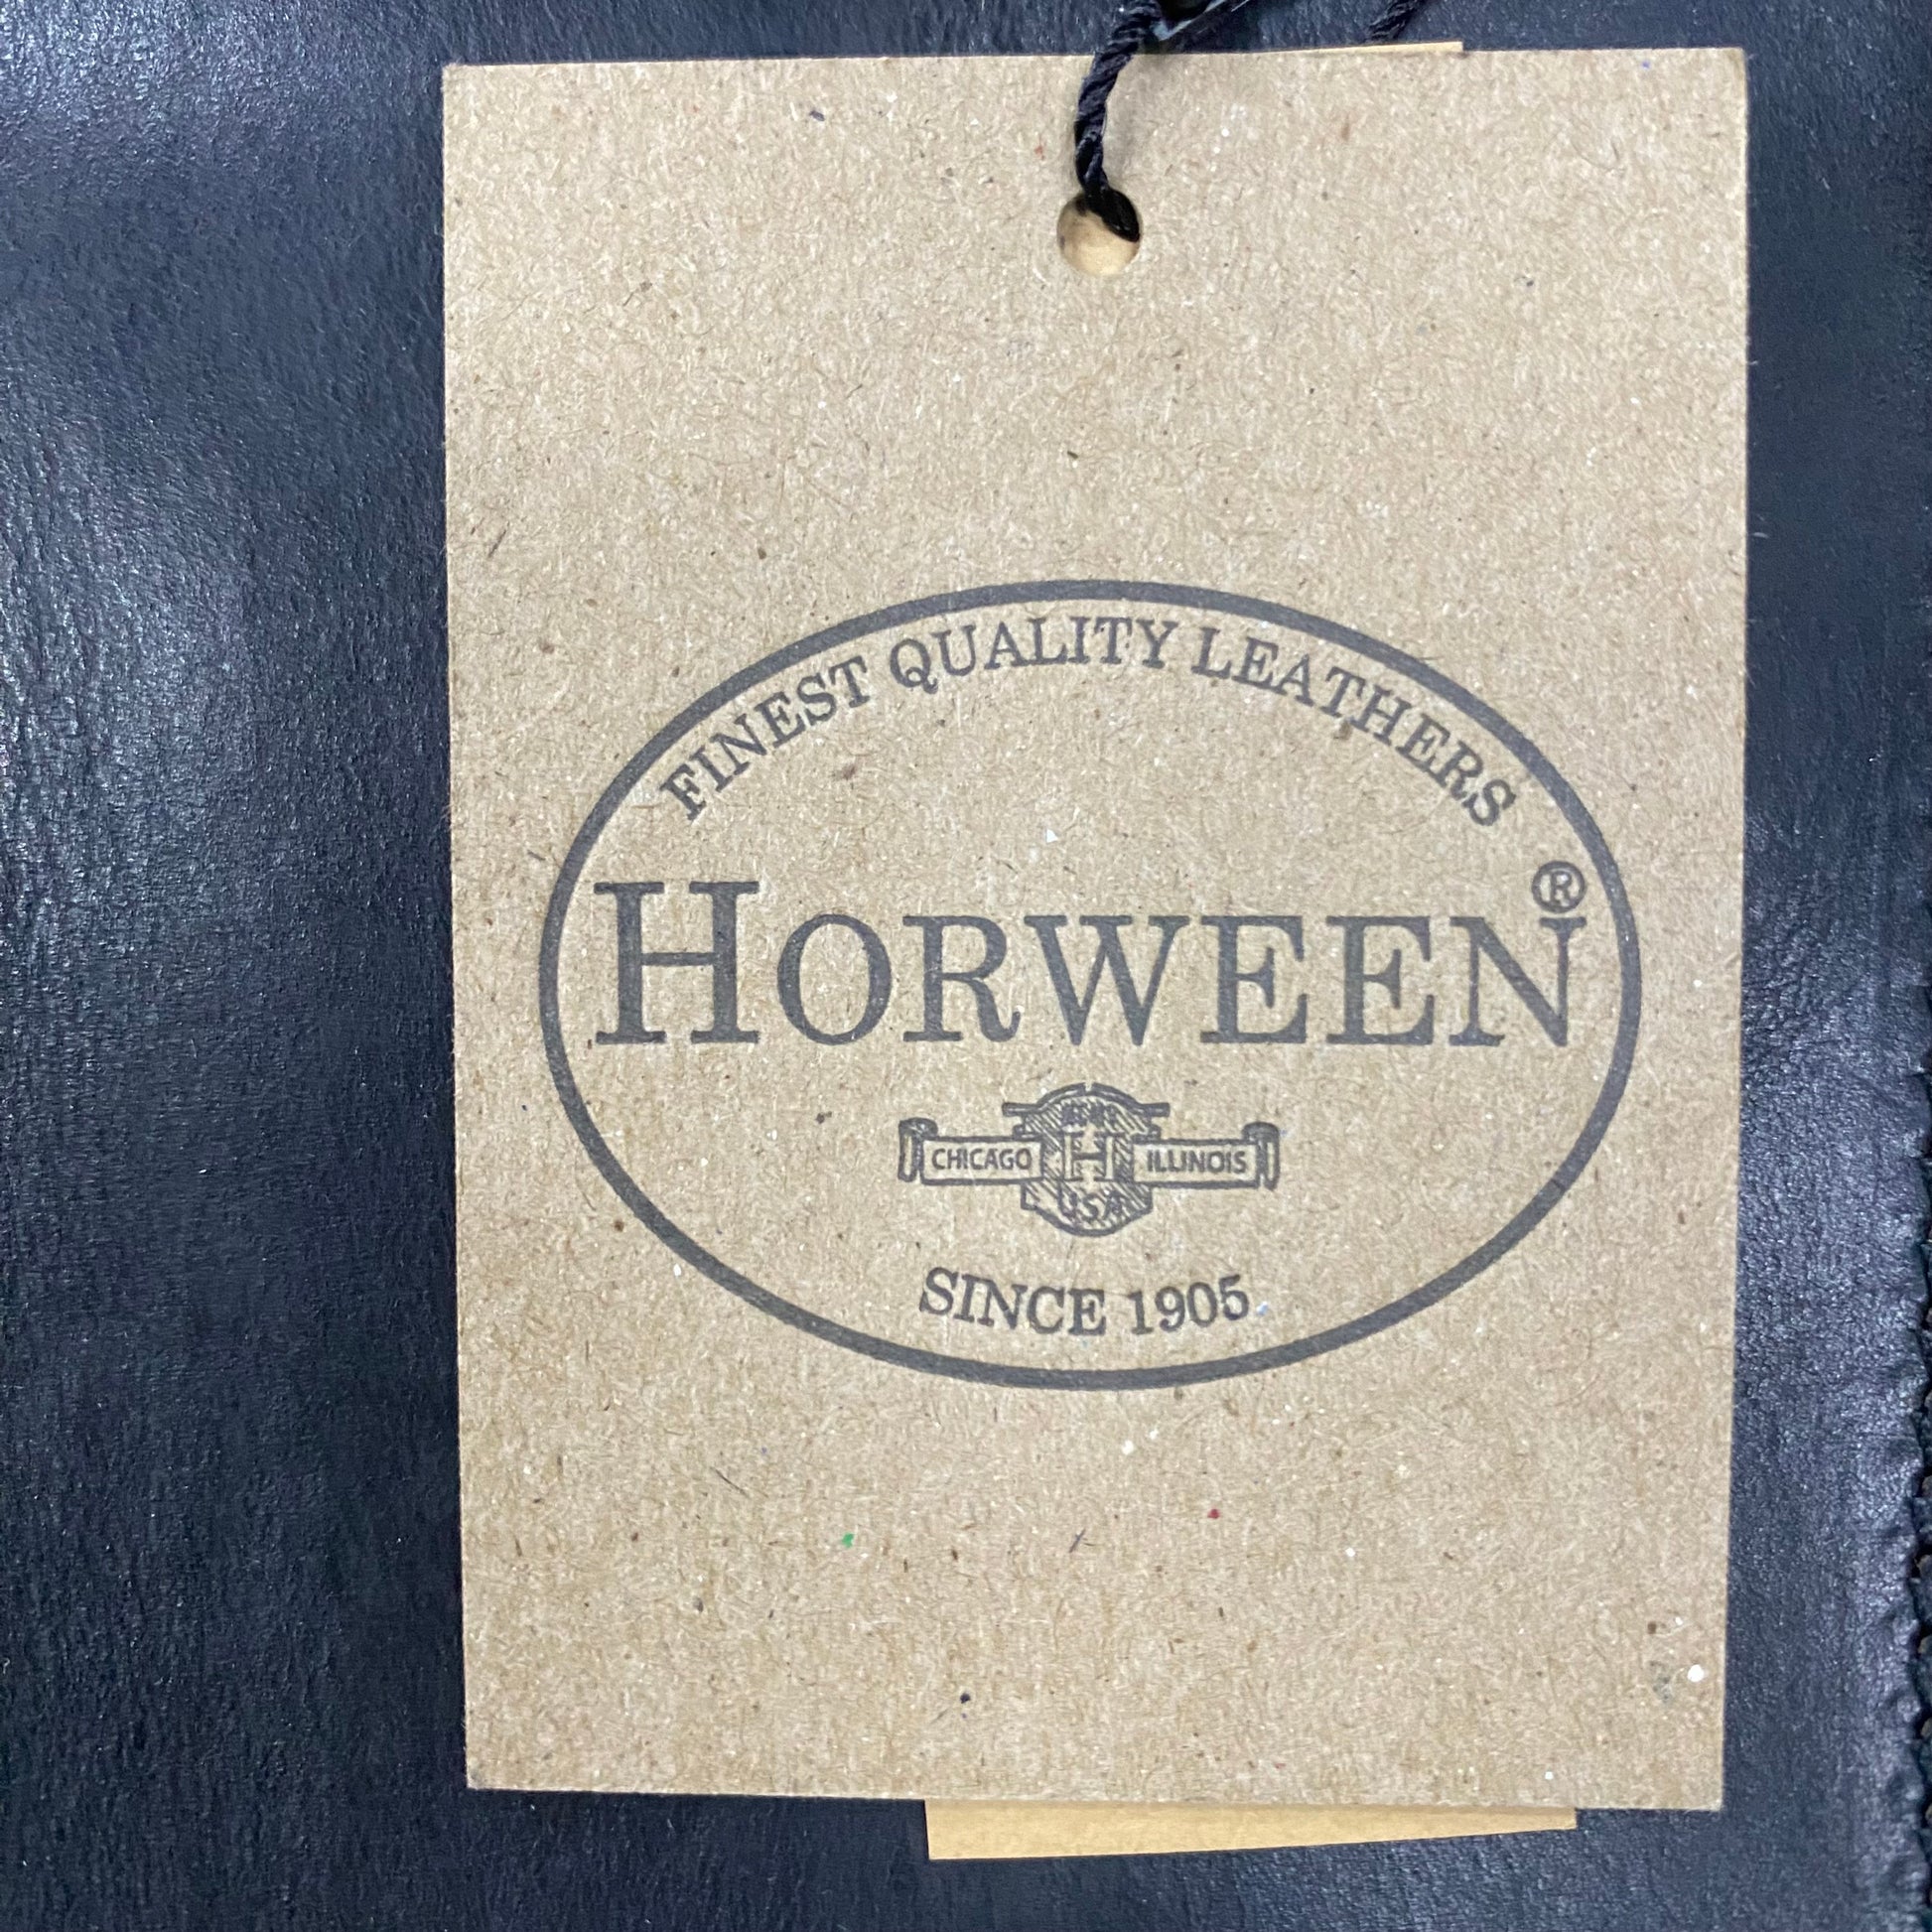 FINEST QUALITY LEATHERS
HORWEEN®
CHICAGO H ILLINOIS
USA
SINCE 1905